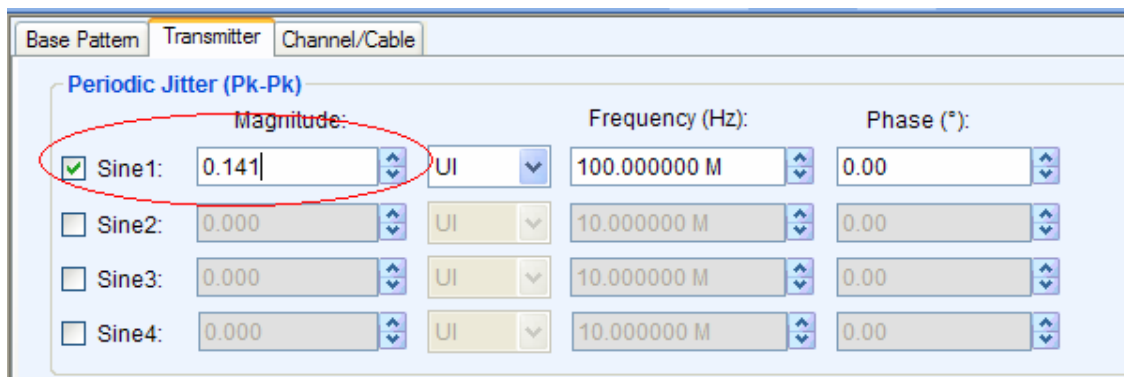 Base Pattern Transmitter Channel/Cable
Periodic Jitter (Pk-Pk)
Magnitude: Frequency (Hz): Phase (°):
Sine1: 0.141 UI 100.000000 M 0.00
Sine2: 0.000 UI 10.000000 M 0.00
Sine3: 0.000 UI 10.000000 M 0.00
Sine4: 0.000 UI 10.000000 M 0.00